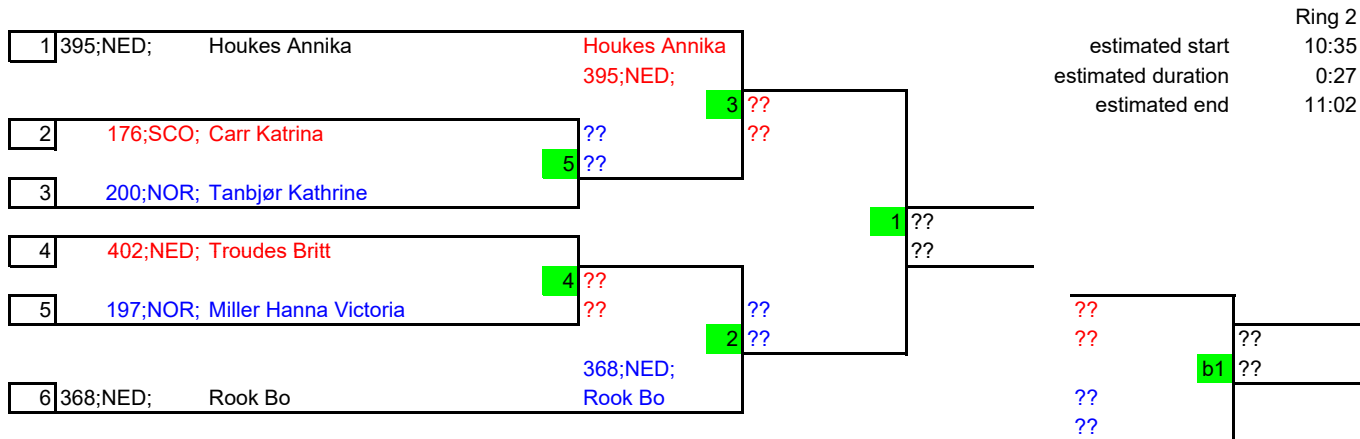 Ring 2
1 395;NED; Houkes Annika Houkes Annika estimated start 10:35
395;NED; estimated duration 0:27
3 ?? estimated end 11:02
2 176;SCO; Carr Katrina ?? ??
5 ??
3 200;NOR; Tanbjør Kathrine
1 ??
4 402;NED; Troudes Britt ??
4 ??
5 197;NOR; Miller Hanna Victoria ?? ?? ??
2 ?? ?? ??
368;NED; b1 ??
6 368;NED; Rook Bo Rook Bo ??
??